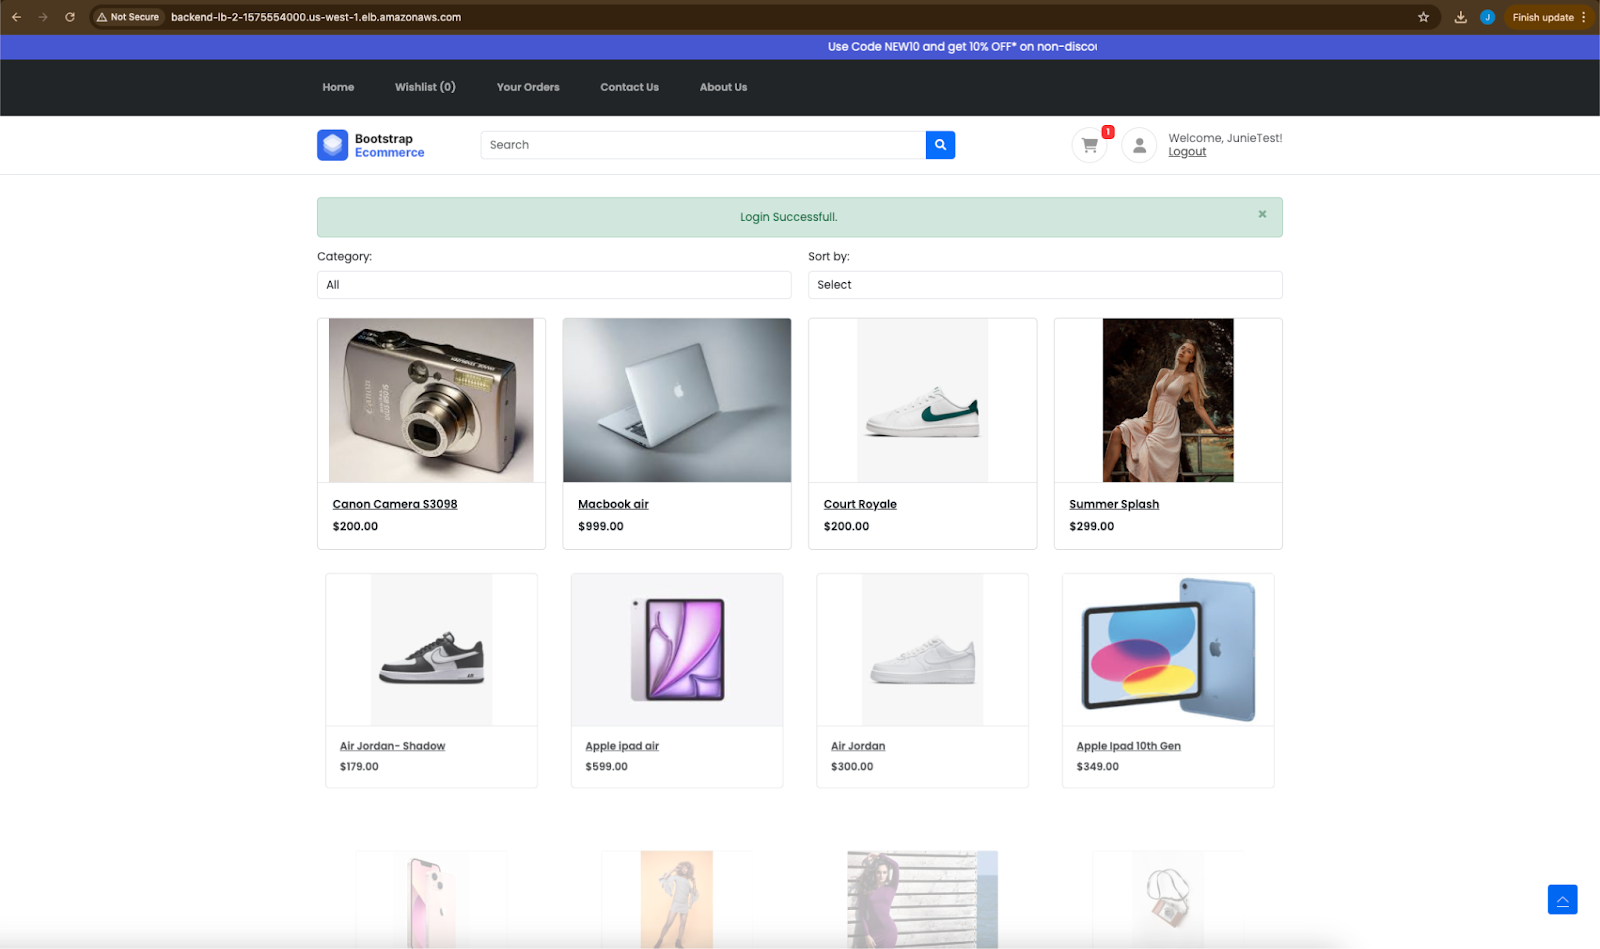 Not Secure backend-lb-2-1575554000.us-west-1.elb.amazonaws.com J Finish update
Use Code NEW10 and get 10% OFF* on non-discou
Home Wishlist (0) Your Orders Contact Us About Us
Bootstrap
Ecommerce
Search
1
Welcome, JunieTest!
Logout
Login Successfull. ×
Category: Sort by:
All Select
Canon Camera S3098 Macbook air Court Royale Summer Splash
$200.00 $999.00 $200.00 $299.00
Air Jordan- Shadow Apple ipad air Air Jordan Apple Ipad 10th Gen
$179.00 $599.00 $300.00 $349.00